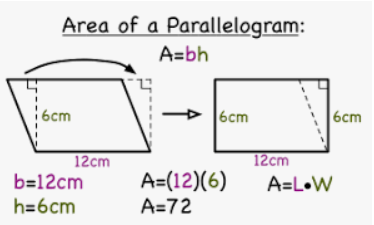 Area of a Parallelogram:
A=bh
6cm
12cm
6cm
6cm
12cm
b=12cm
h=6cm
A=(12)(6)
A=72
A=L•W